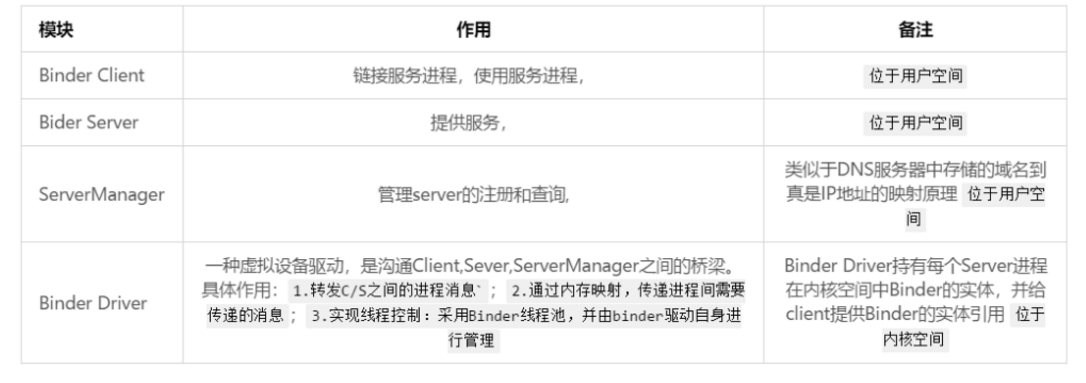 模块
作用
备注
Binder Client
链接服务进程，使用服务进程，
位于用户空间
Bider Server
提供服务，
位于用户空间
ServerManager
管理server的注册和查询,
类似于DNS服务器中存储的域名到
真是IP地址的映射原理 位于用户空
间
Binder Driver
一种虚拟设备驱动，是沟通Client,Sever,ServerManager之间的桥梁。
具体作用： 1.转发C/S之间的进程消息` ； 2.通过内存映射，传递进程间需要
传递的消息 ； 3.实现线程控制：采用Binder线程池，并由binder驱动自身进
行管理
Binder Driver持有每个Server进程
在内核空间中Binder的实体，并给
client提供Binder的实体引用 位于
内核空间